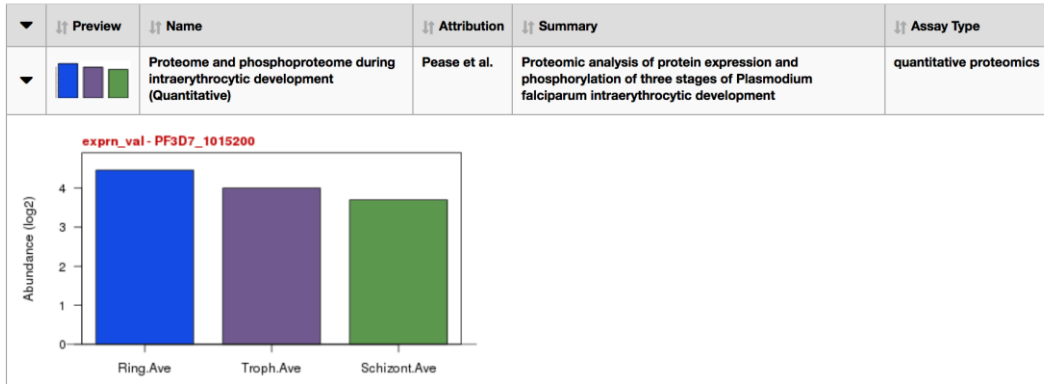 Preview Name Attribution Summary Assay Type
Proteome and phosphoproteome during Pease et al. Proteomic analysis of protein expression and quantitative proteomics
intraerythrocytic development phosphorylation of three stages of Plasmodium
(Quantitative) falciparum intraerythrocytic development
exprn_val - PF3D7_1015200
Abundance (log2)
4
3
2
1
0
Ring.Ave Troph.Ave Schizont.Ave